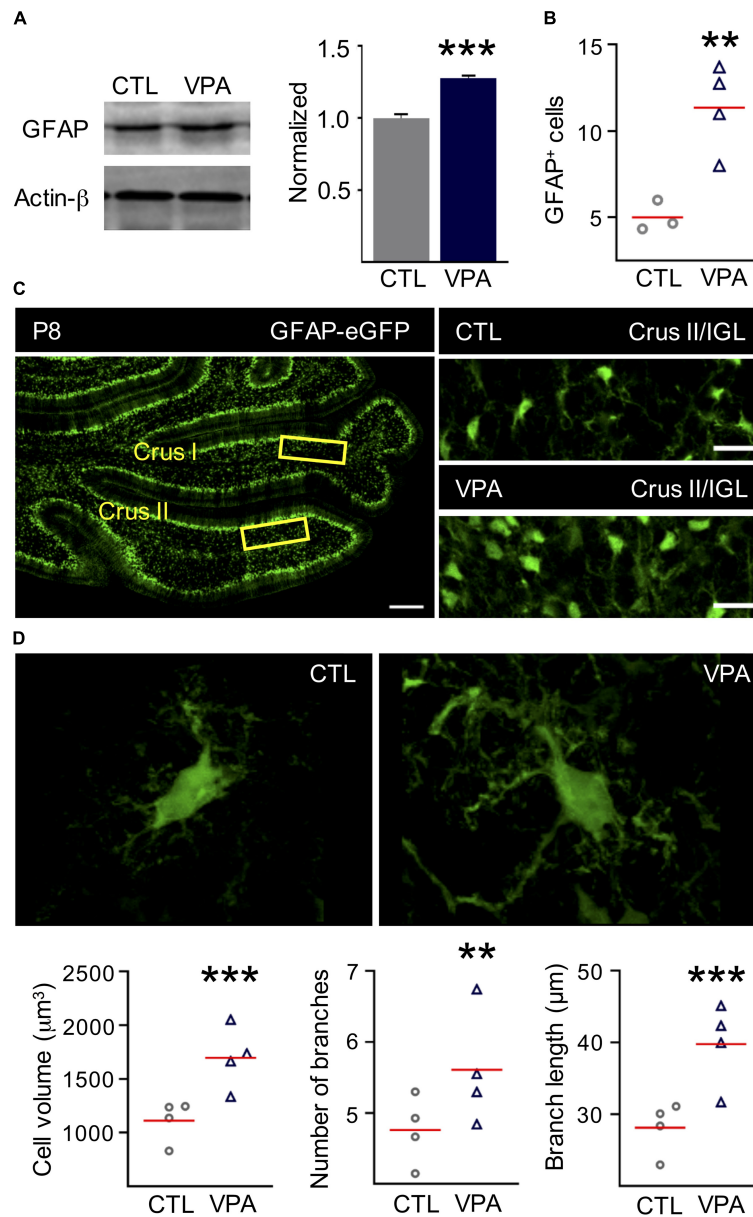 A
CTL VPA
GFAP
Actin-β
Normalized
1.0
0.5
***
CTL VPA
B
GFAP+ cells
15
10
5
**
CTL VPA
C
P8 GFAP-eGFP
Crus I
Crus II
CTL Crus II/IGL
VPA Crus II/IGL
D
CTL
VPA
Cell volume (μm³)
2500
2000
1500
1000
***
CTL VPA
Number of branches
7
6
5
**
CTL VPA
Branch length (μm)
50
40
30
***
CTL VPA